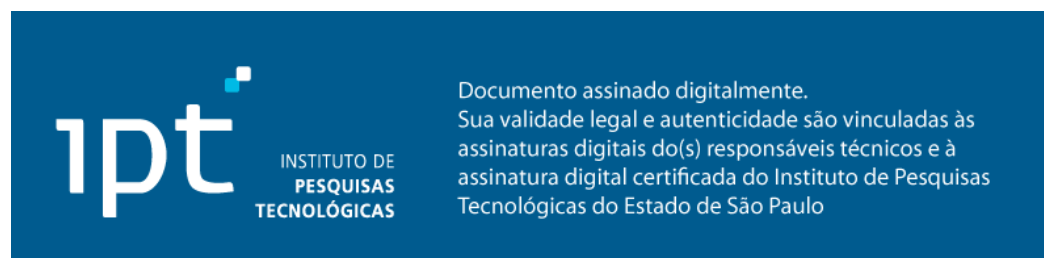 ipt
INSTITUTO DE
PESQUISAS
TECNOLÓGICAS
Documento assinado digitalmente.
Sua validade legal e autenticidade são vinculadas às
assinaturas digitais do(s) responsáveis técnicos e à
assinatura digital certificada do Instituto de Pesquisas
Tecnológicas do Estado de São Paulo